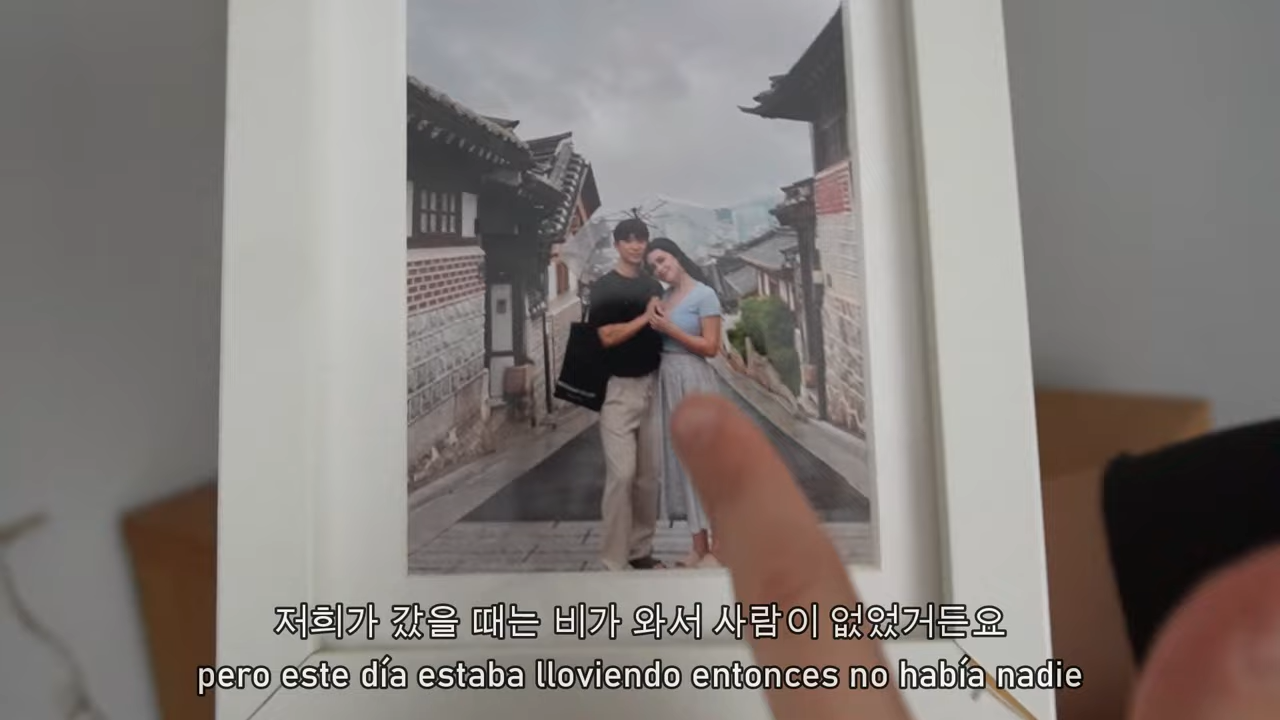 저희가 갔을 때는 비가 와서 사람이 없었거든요
pero este día estaba lloviendo entonces no había nadie